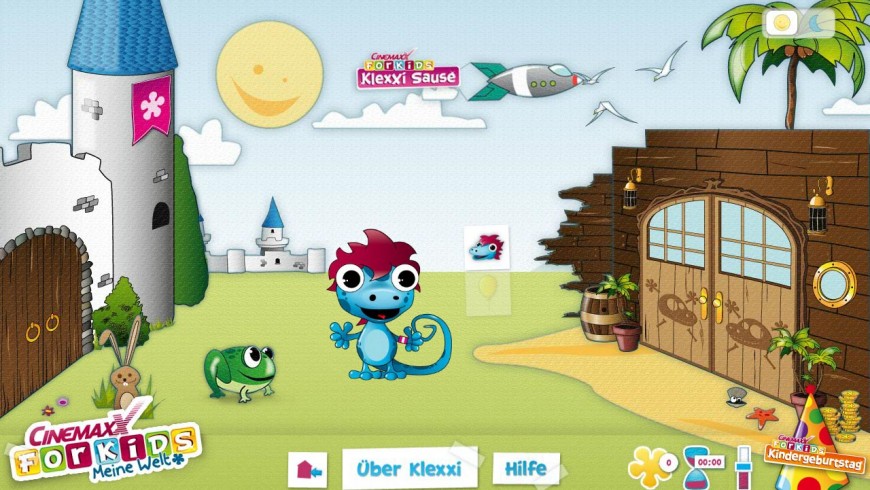 CINEMAXX
FORKIDS
Klexxi Sause
CINEMAXX
FORKIDS
Meine Welt
Über Klexxi
Hilfe
0
00:00
CINEMAXX
FORKIDS
Kindergeburtstag